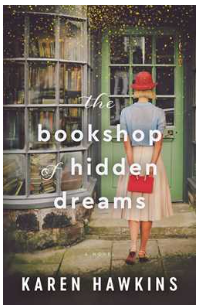 the
bookshop
of hidden
dreams
a novel
KAREN HAWKINS